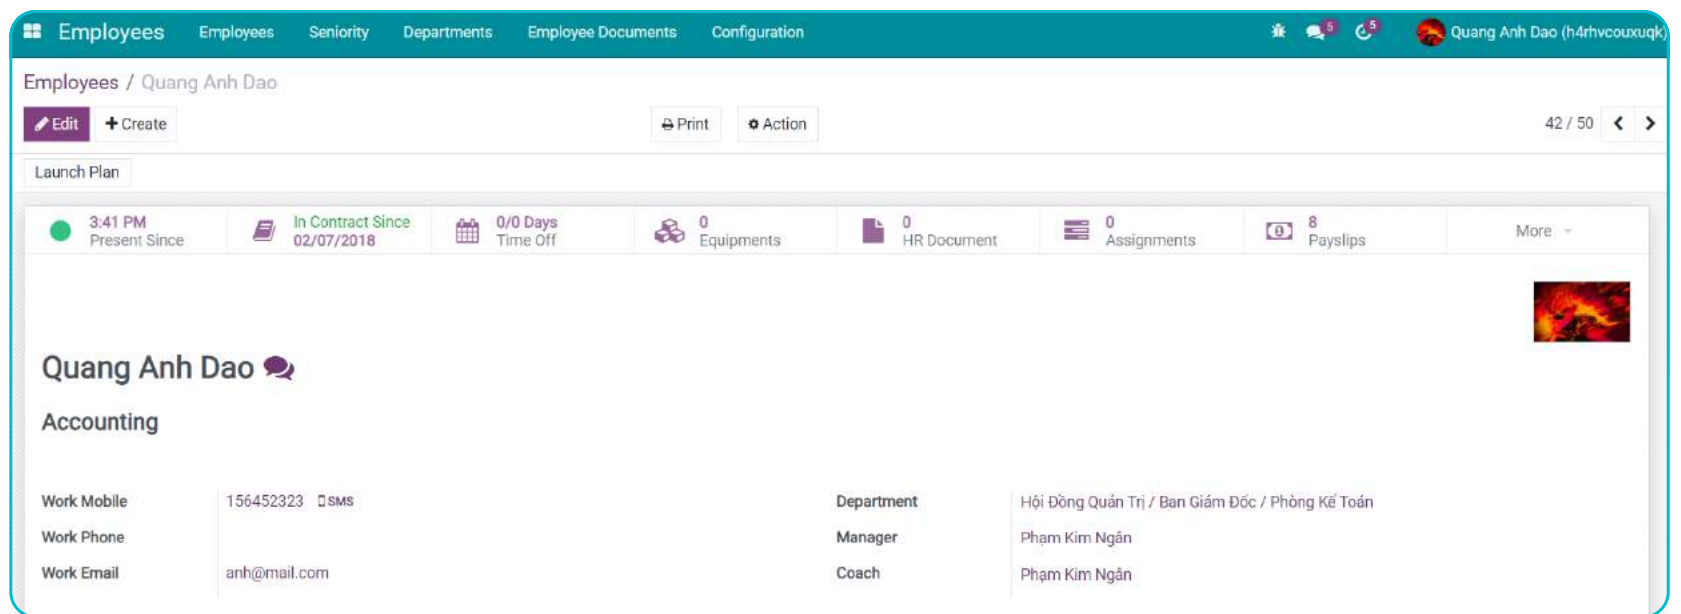 Employees Employees Seniority Departments Employee Documents Configuration 5 5 Quang Anh Dao (h4rhvcouxuqk)
Employees / Quang Anh Dao
Edit + Create Print Action 42 / 50
Launch Plan
3:41 PM In Contract Since 0/0 Days 0 0 0 8 More
Present Since 02/07/2018 Time Off Equipments HR Document Assignments Payslips
Quang Anh Dao
Accounting
Work Mobile 156452323 SMS Department Hội Đồng Quản Trị / Ban Giám Đốc / Phòng Kế Toán
Work Phone Manager Phạm Kim Ngân
Work Email anh@mail.com Coach Phạm Kim Ngân